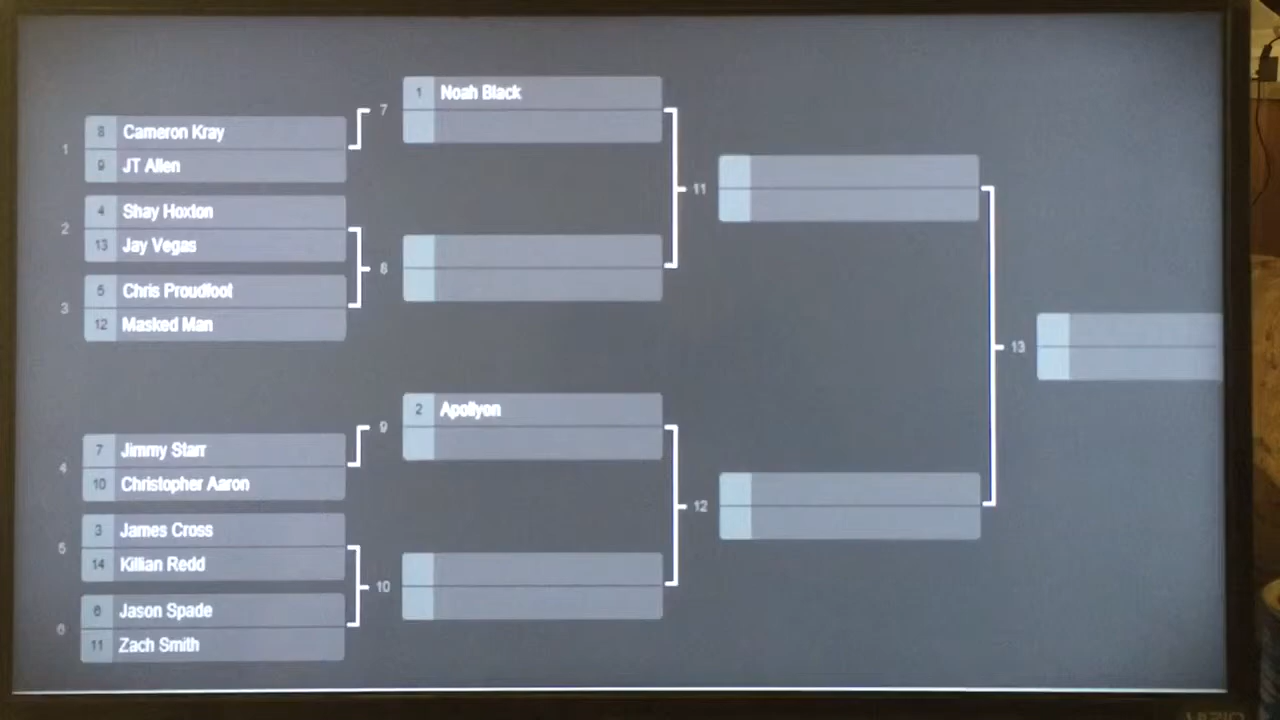 1
8 Cameron Kray
9 JT Allen
2
4 Shay Hoxton
13 Jay Vegas
3
5 Chris Proudfoot
12 Masked Man
4
7 Jimmy Starr
10 Christopher Aaron
5
3 James Cross
14 Killian Redd
6
6 Jason Spade
11 Zach Smith
7
1 Noah Black
8
9
2 Apollyon
10
11
12
13
VIZIO